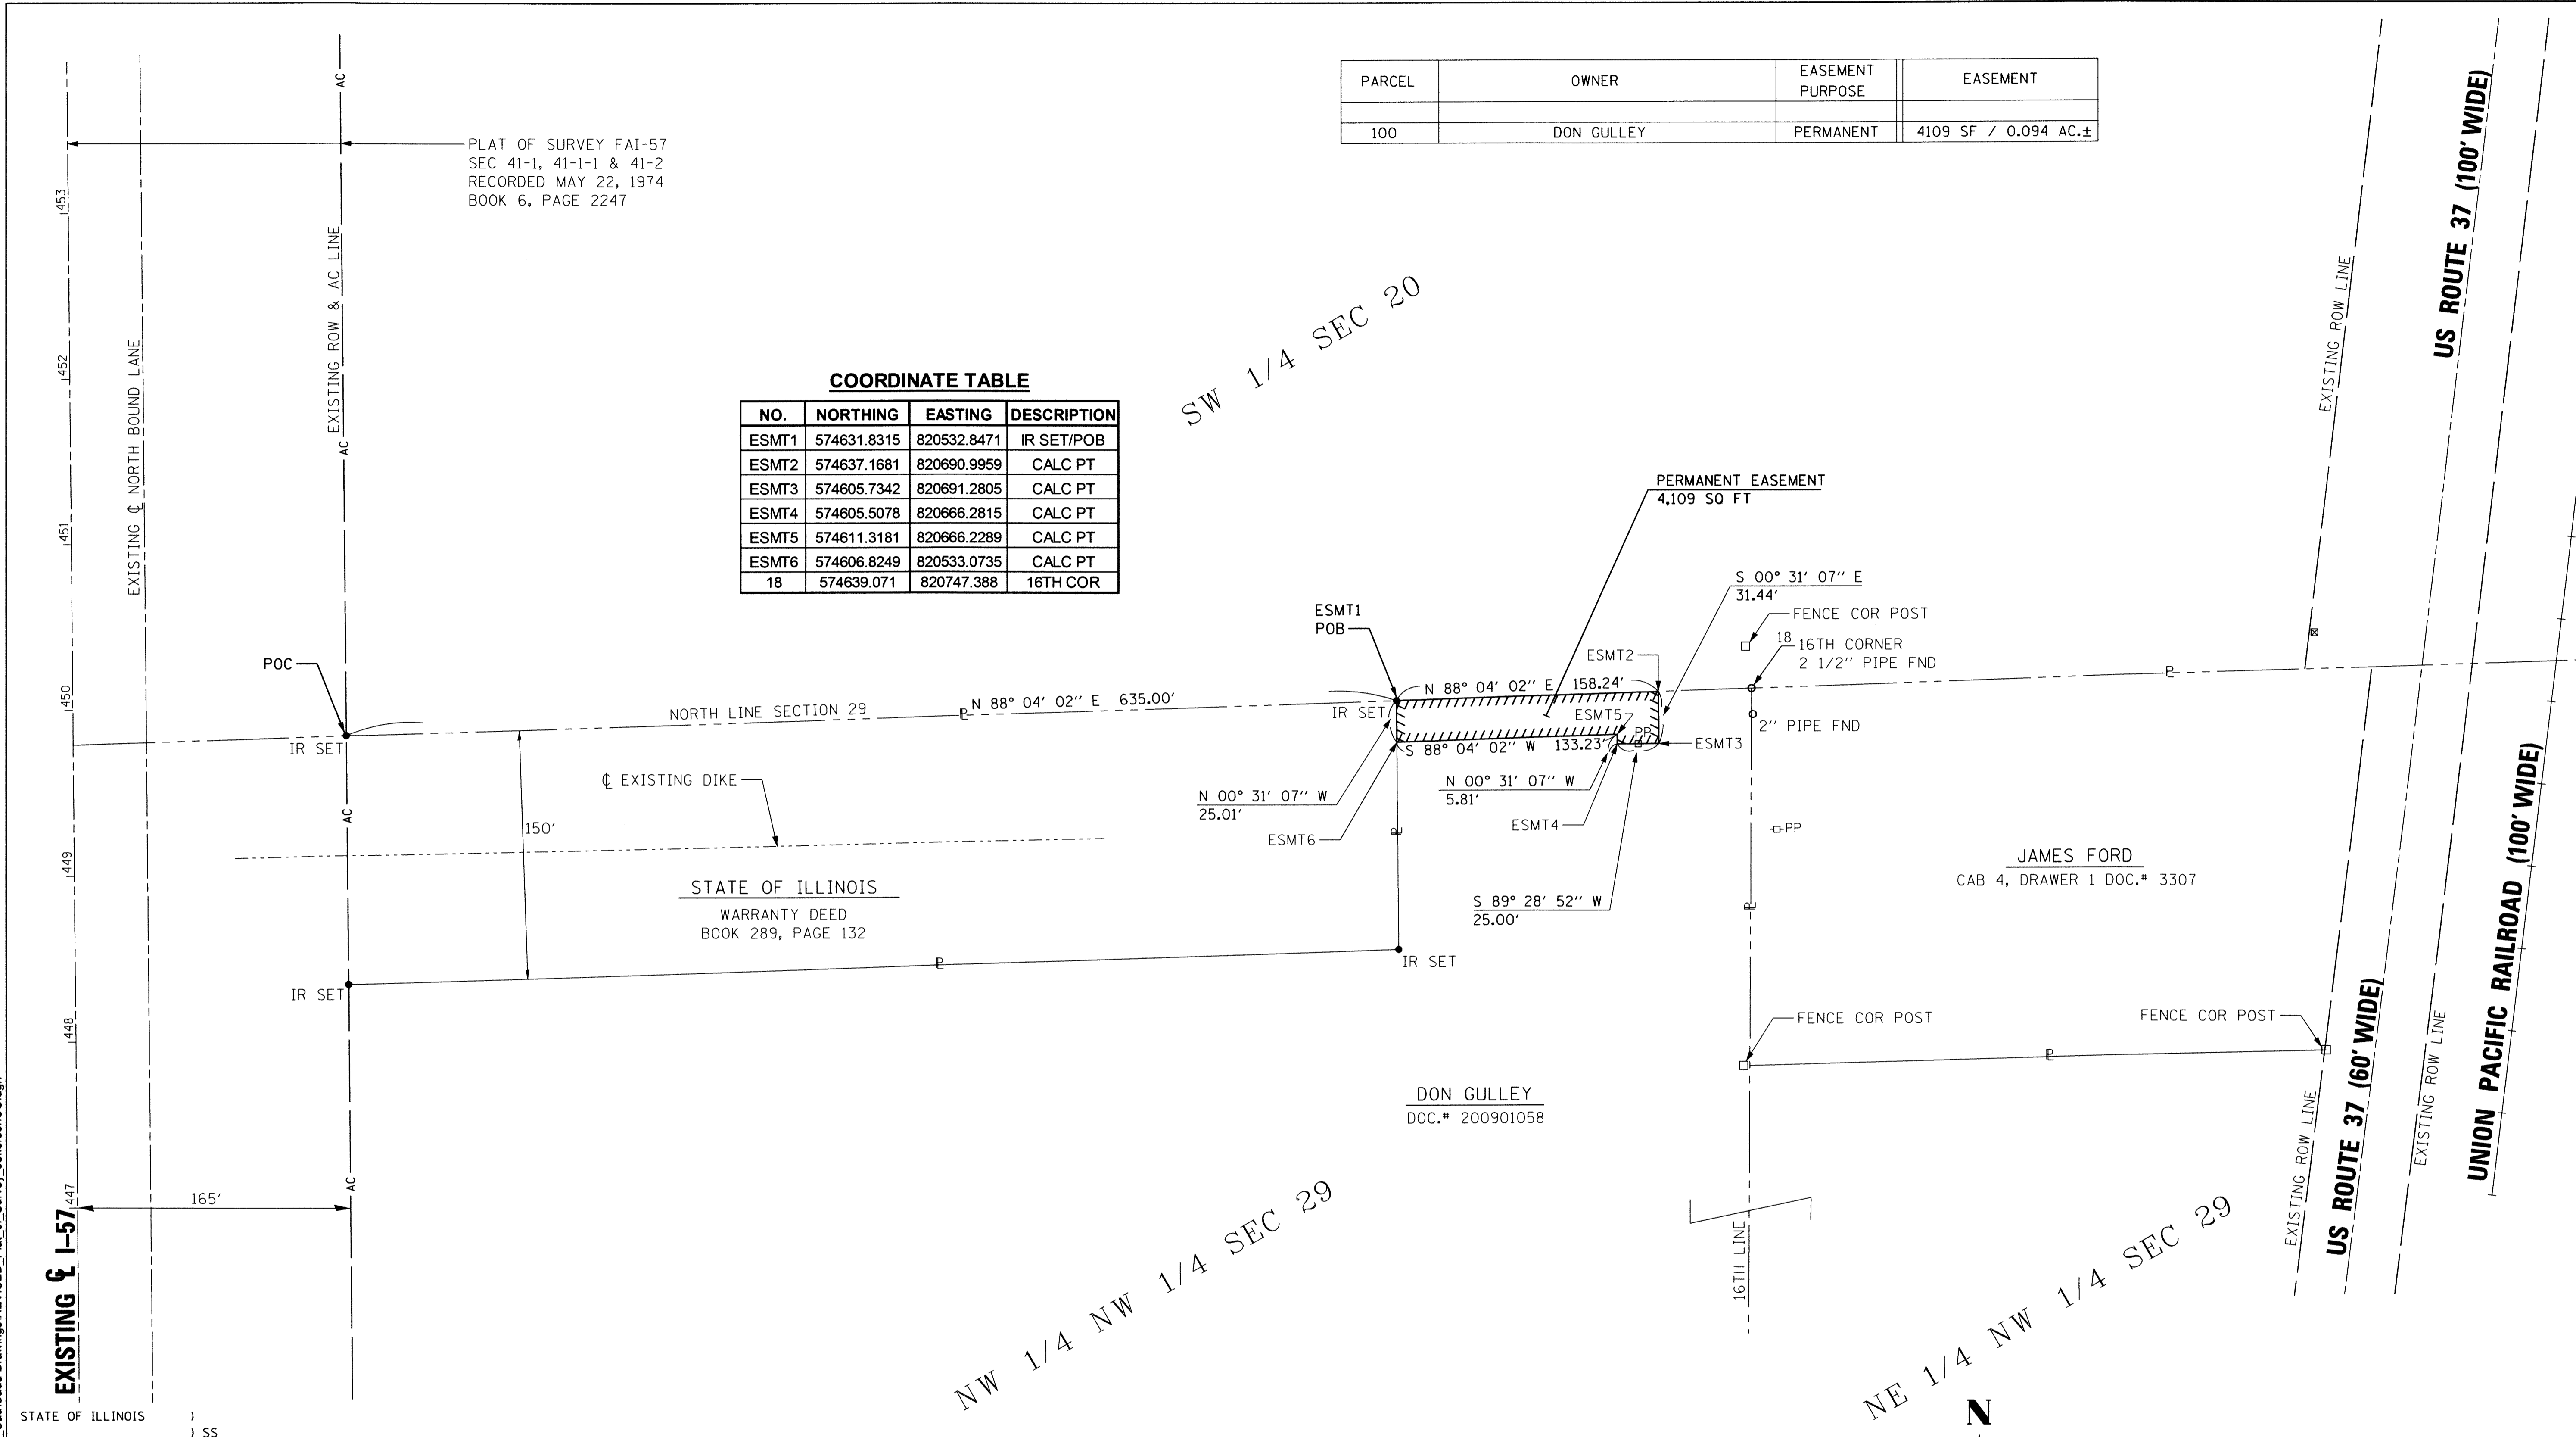 PARCEL OWNER EASEMENT PURPOSE EASEMENT
100 DON GULLEY PERMANENT 4109 SF / 0.094 AC.±
PLAT OF SURVEY FAI-57
SEC 41-1, 41-1-1 & 41-2
RECORDED MAY 22, 1974
BOOK 6, PAGE 2247
AC
453
452
451
450
449
448
447
EXISTING ℄ NORTH BOUND LANE
EXISTING ROW & AC LINE
AC
SW 1/4 SEC 20
COORDINATE TABLE
NO. NORTHING EASTING DESCRIPTION
ESMT1 574631.8315 820532.8471 IR SET/POB
ESMT2 574637.1681 820690.9959 CALC PT
ESMT3 574605.7342 820691.2805 CALC PT
ESMT4 574605.5078 820666.2815 CALC PT
ESMT5 574611.3181 820666.2289 CALC PT
ESMT6 574606.8249 820533.0735 CALC PT
18 574639.071 820747.388 16TH COR
PERMANENT EASEMENT
4,109 SQ FT
S 00° 31' 07'' E
31.44'
FENCE COR POST
18
16TH CORNER
2 1/2'' PIPE FND
2'' PIPE FND
ESMT1
POB
ESMT2
POC
IR SET
NORTH LINE SECTION 29
P
N 88° 04' 02'' E 635.00'
IR SET
N 88° 04' 02'' E 158.24'
ESMT5
PP
S 88° 04' 02'' W 133.23'
ESMT3
P
℄ EXISTING DIKE
150'
AC
N 00° 31' 07'' W
25.01'
ESMT6
P
N 00° 31' 07'' W
5.81'
ESMT4
S 89° 28' 52'' W
25.00'
PP
P
STATE OF ILLINOIS
WARRANTY DEED
BOOK 289, PAGE 132
JAMES FORD
CAB 4, DRAWER 1 DOC.# 3307
P
IR SET
IR SET
FENCE COR POST
FENCE COR POST
P
DON GULLEY
DOC.# 200901058
AC
165'
EXISTING ℄ I-57
16TH LINE
NW 1/4 NW 1/4 SEC 29
NE 1/4 NW 1/4 SEC 29
EXISTING ROW LINE
US ROUTE 37 (100' WIDE)
EXISTING ROW LINE
US ROUTE 37 (60' WIDE)
EXISTING ROW LINE
UNION PACIFIC RAILROAD (100' WIDE)
N
STATE OF ILLINOIS )
) SS